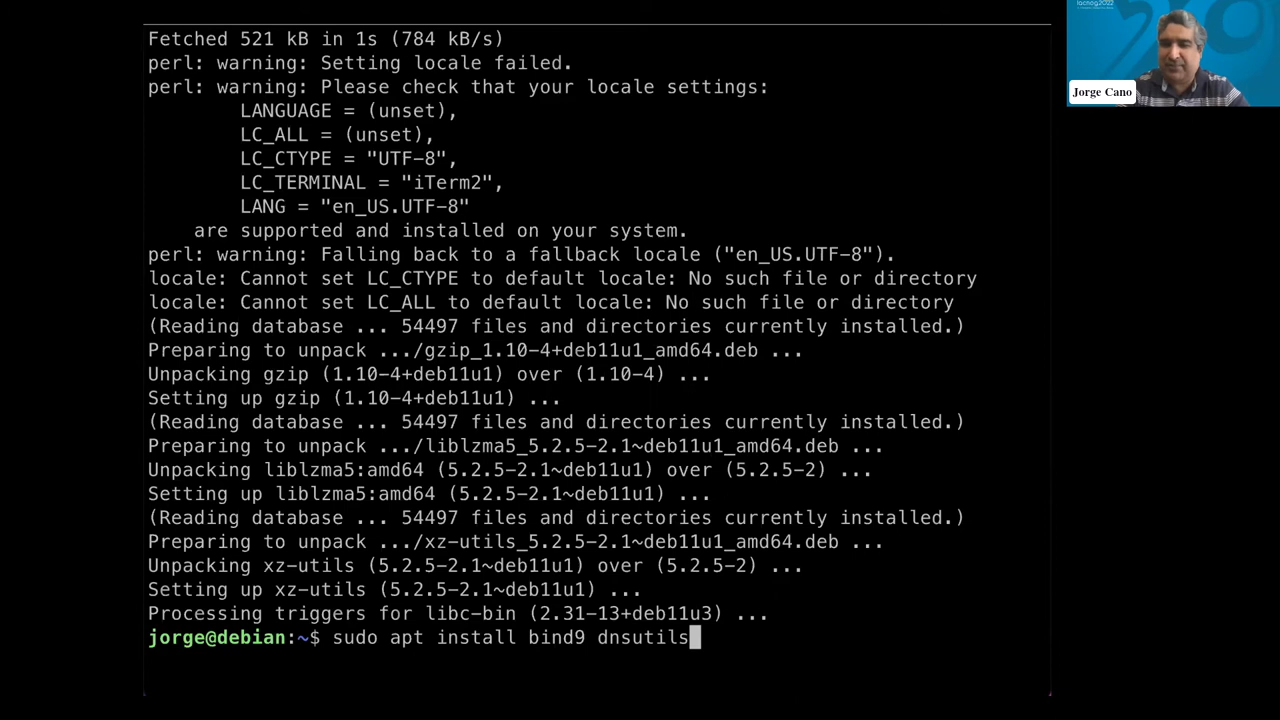 Fetched 521 kB in 1s (784 kB/s)
perl: warning: Setting locale failed.
perl: warning: Please check that your locale settings:
        LANGUAGE = (unset),
        LC_ALL = (unset),
        LC_CTYPE = "UTF-8",
        LC_TERMINAL = "iTerm2",
        LANG = "en_US.UTF-8"
    are supported and installed on your system.
perl: warning: Falling back to a fallback locale ("en_US.UTF-8").
locale: Cannot set LC_CTYPE to default locale: No such file or directory
locale: Cannot set LC_ALL to default locale: No such file or directory
(Reading database ... 54497 files and directories currently installed.)
Preparing to unpack .../gzip_1.10-4+deb11u1_amd64.deb ...
Unpacking gzip (1.10-4+deb11u1) over (1.10-4) ...
Setting up gzip (1.10-4+deb11u1) ...
(Reading database ... 54497 files and directories currently installed.)
Preparing to unpack .../liblzma5_5.2.5-2.1~deb11u1_amd64.deb ...
Unpacking liblzma5:amd64 (5.2.5-2.1~deb11u1) over (5.2.5-2) ...
Setting up liblzma5:amd64 (5.2.5-2.1~deb11u1) ...
(Reading database ... 54497 files and directories currently installed.)
Preparing to unpack .../xz-utils_5.2.5-2.1~deb11u1_amd64.deb ...
Unpacking xz-utils (5.2.5-2.1~deb11u1) over (5.2.5-2) ...
Setting up xz-utils (5.2.5-2.1~deb11u1) ...
Processing triggers for libc-bin (2.31-13+deb11u3) ...
jorge@debian:~$ sudo apt install bind9 dnsutils
lacnog2022
Jorge Cano